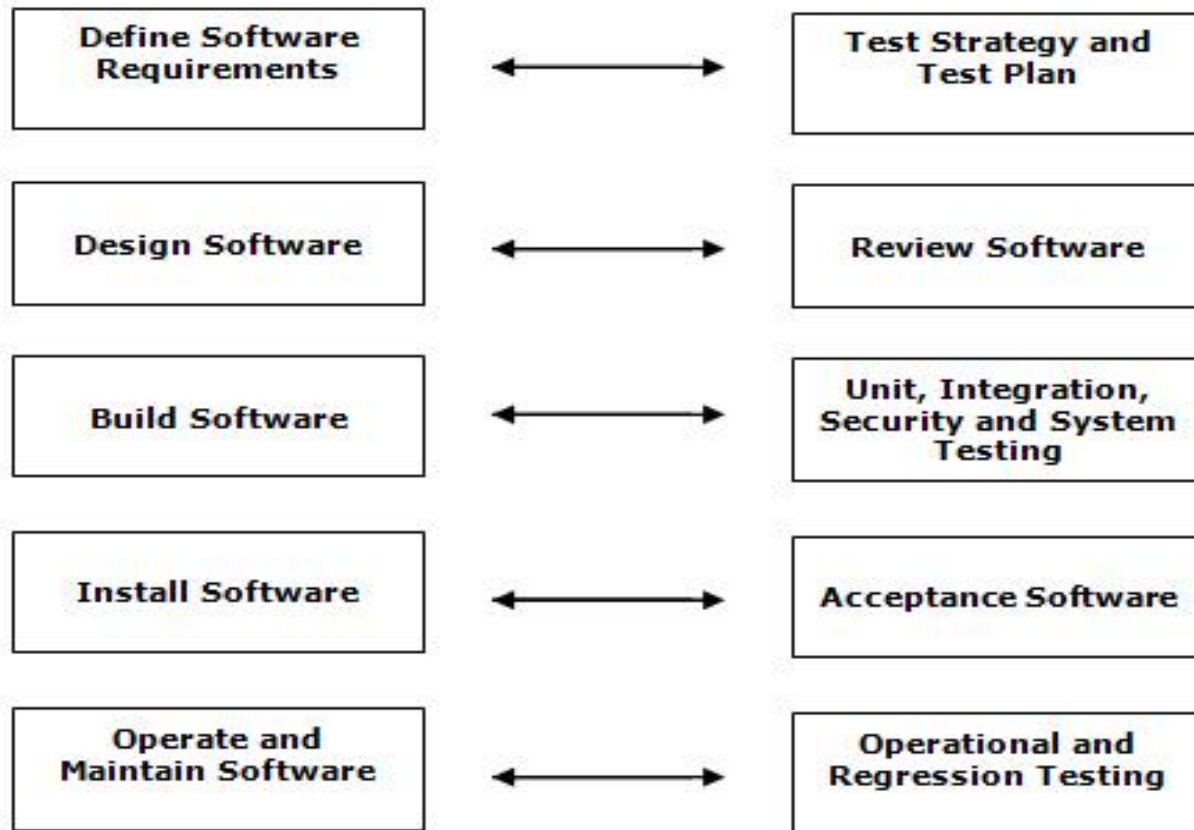 Define Software
Requirements
Test Strategy and
Test Plan
Design Software
Review Software
Build Software
Unit, Integration,
Security and System
Testing
Install Software
Acceptance Software
Operate and
Maintain Software
Operational and
Regression Testing